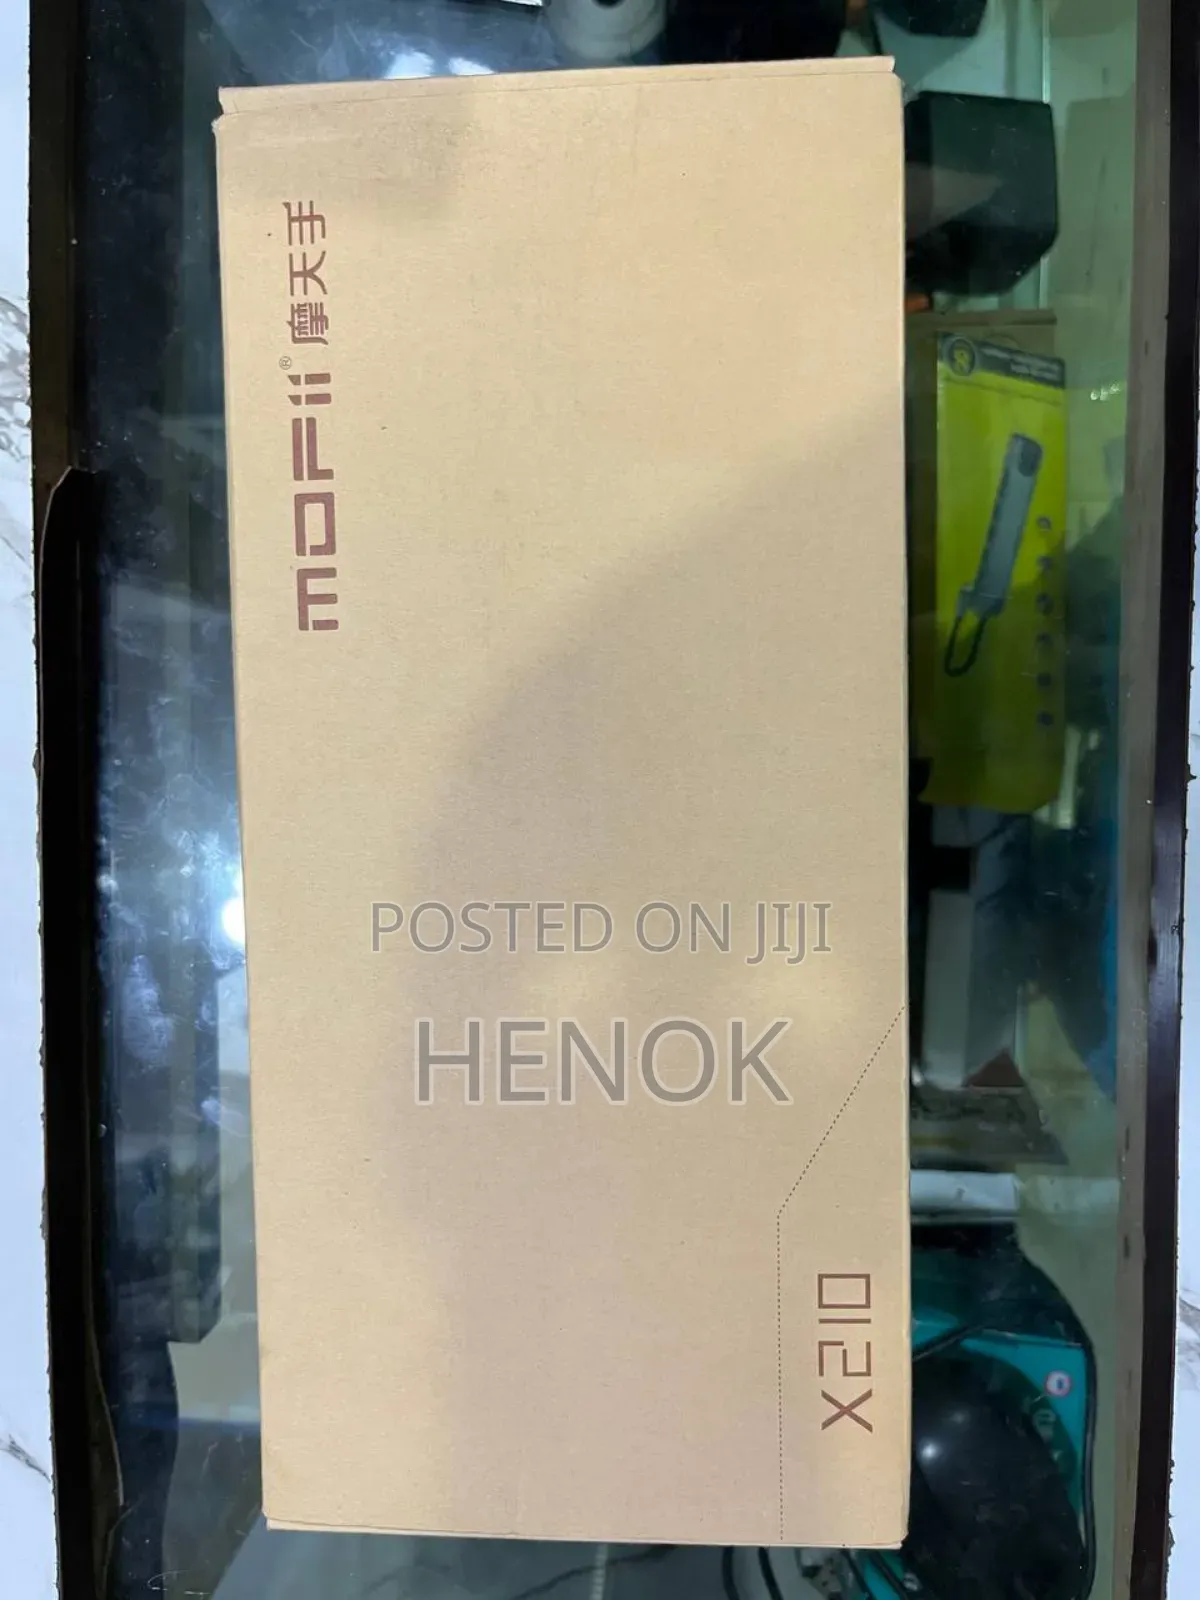 MOFii® 摩天手
POSTED ON JIJI
HENOK
X210